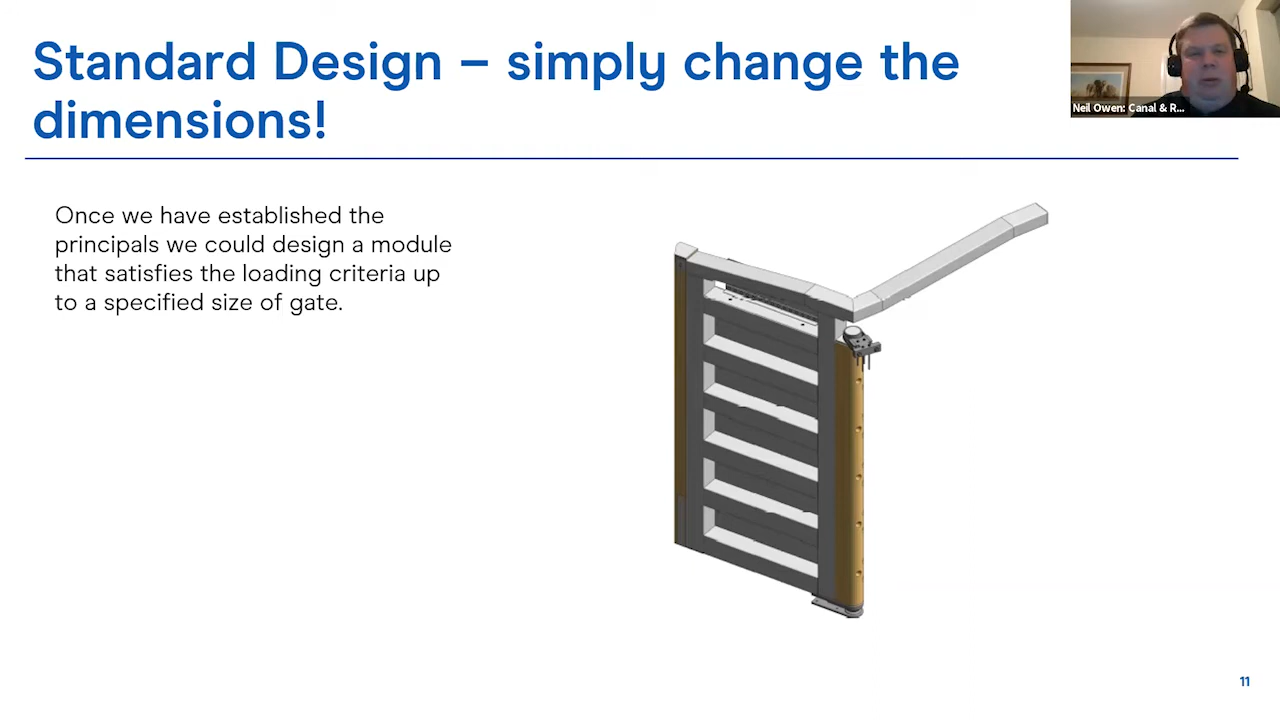 Standard Design – simply change the
dimensions!
Neil Owen: Canal & R...
Once we have established the
principals we could design a module
that satisfies the loading criteria up
to a specified size of gate.
11